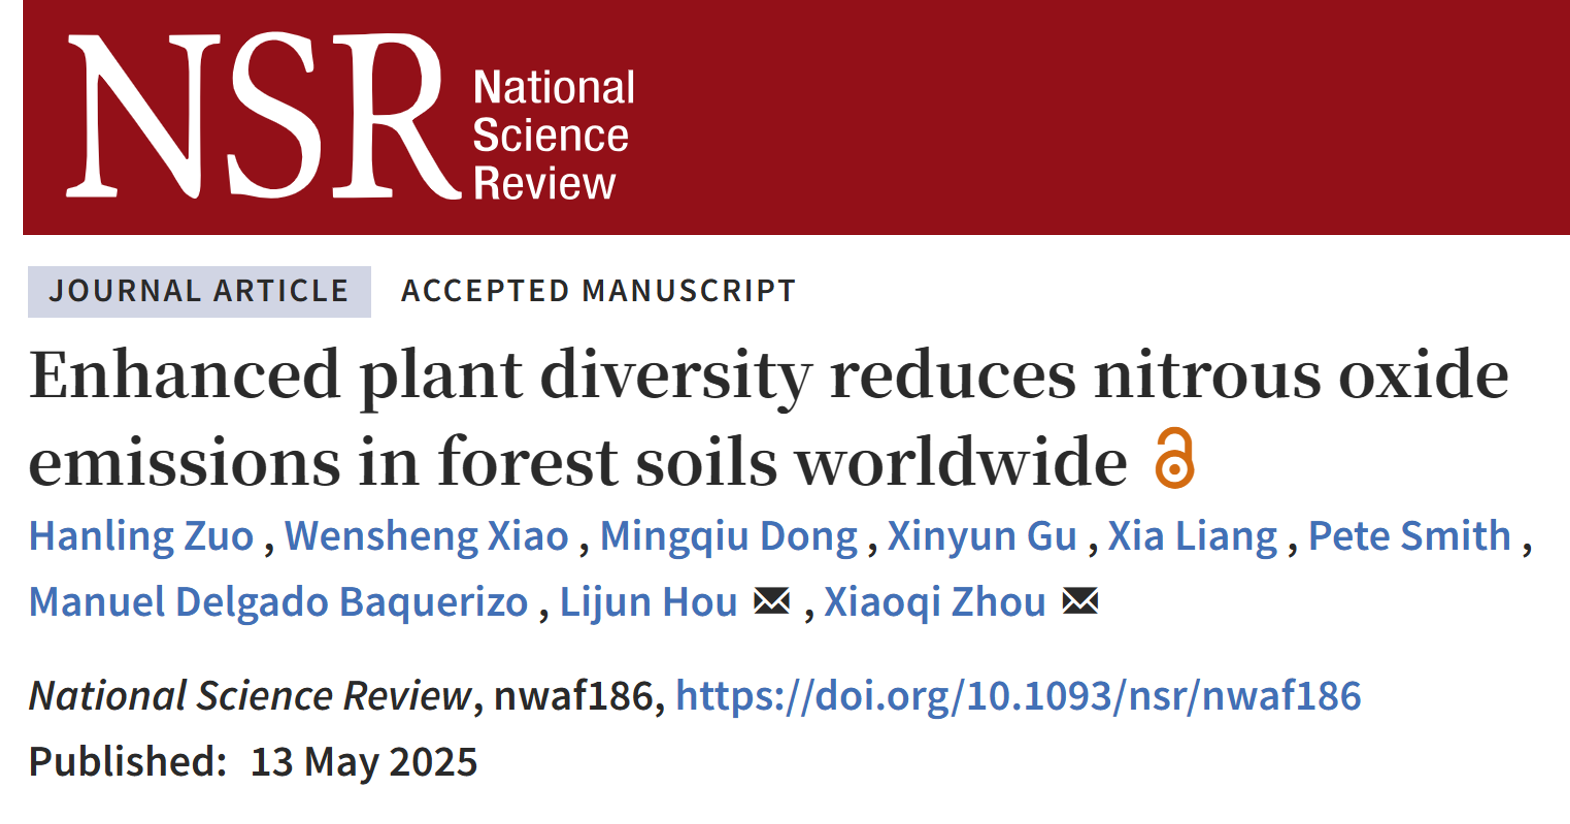 NSR
National
Science
Review
JOURNAL ARTICLE ACCEPTED MANUSCRIPT
Enhanced plant diversity reduces nitrous oxide
emissions in forest soils worldwide
Hanling Zuo , Wensheng Xiao , Mingqiu Dong , Xinyun Gu , Xia Liang , Pete Smith ,
Manuel Delgado Baquerizo , Lijun Hou , Xiaoqi Zhou
National Science Review, nwaf186, https://doi.org/10.1093/nsr/nwaf186
Published: 13 May 2025